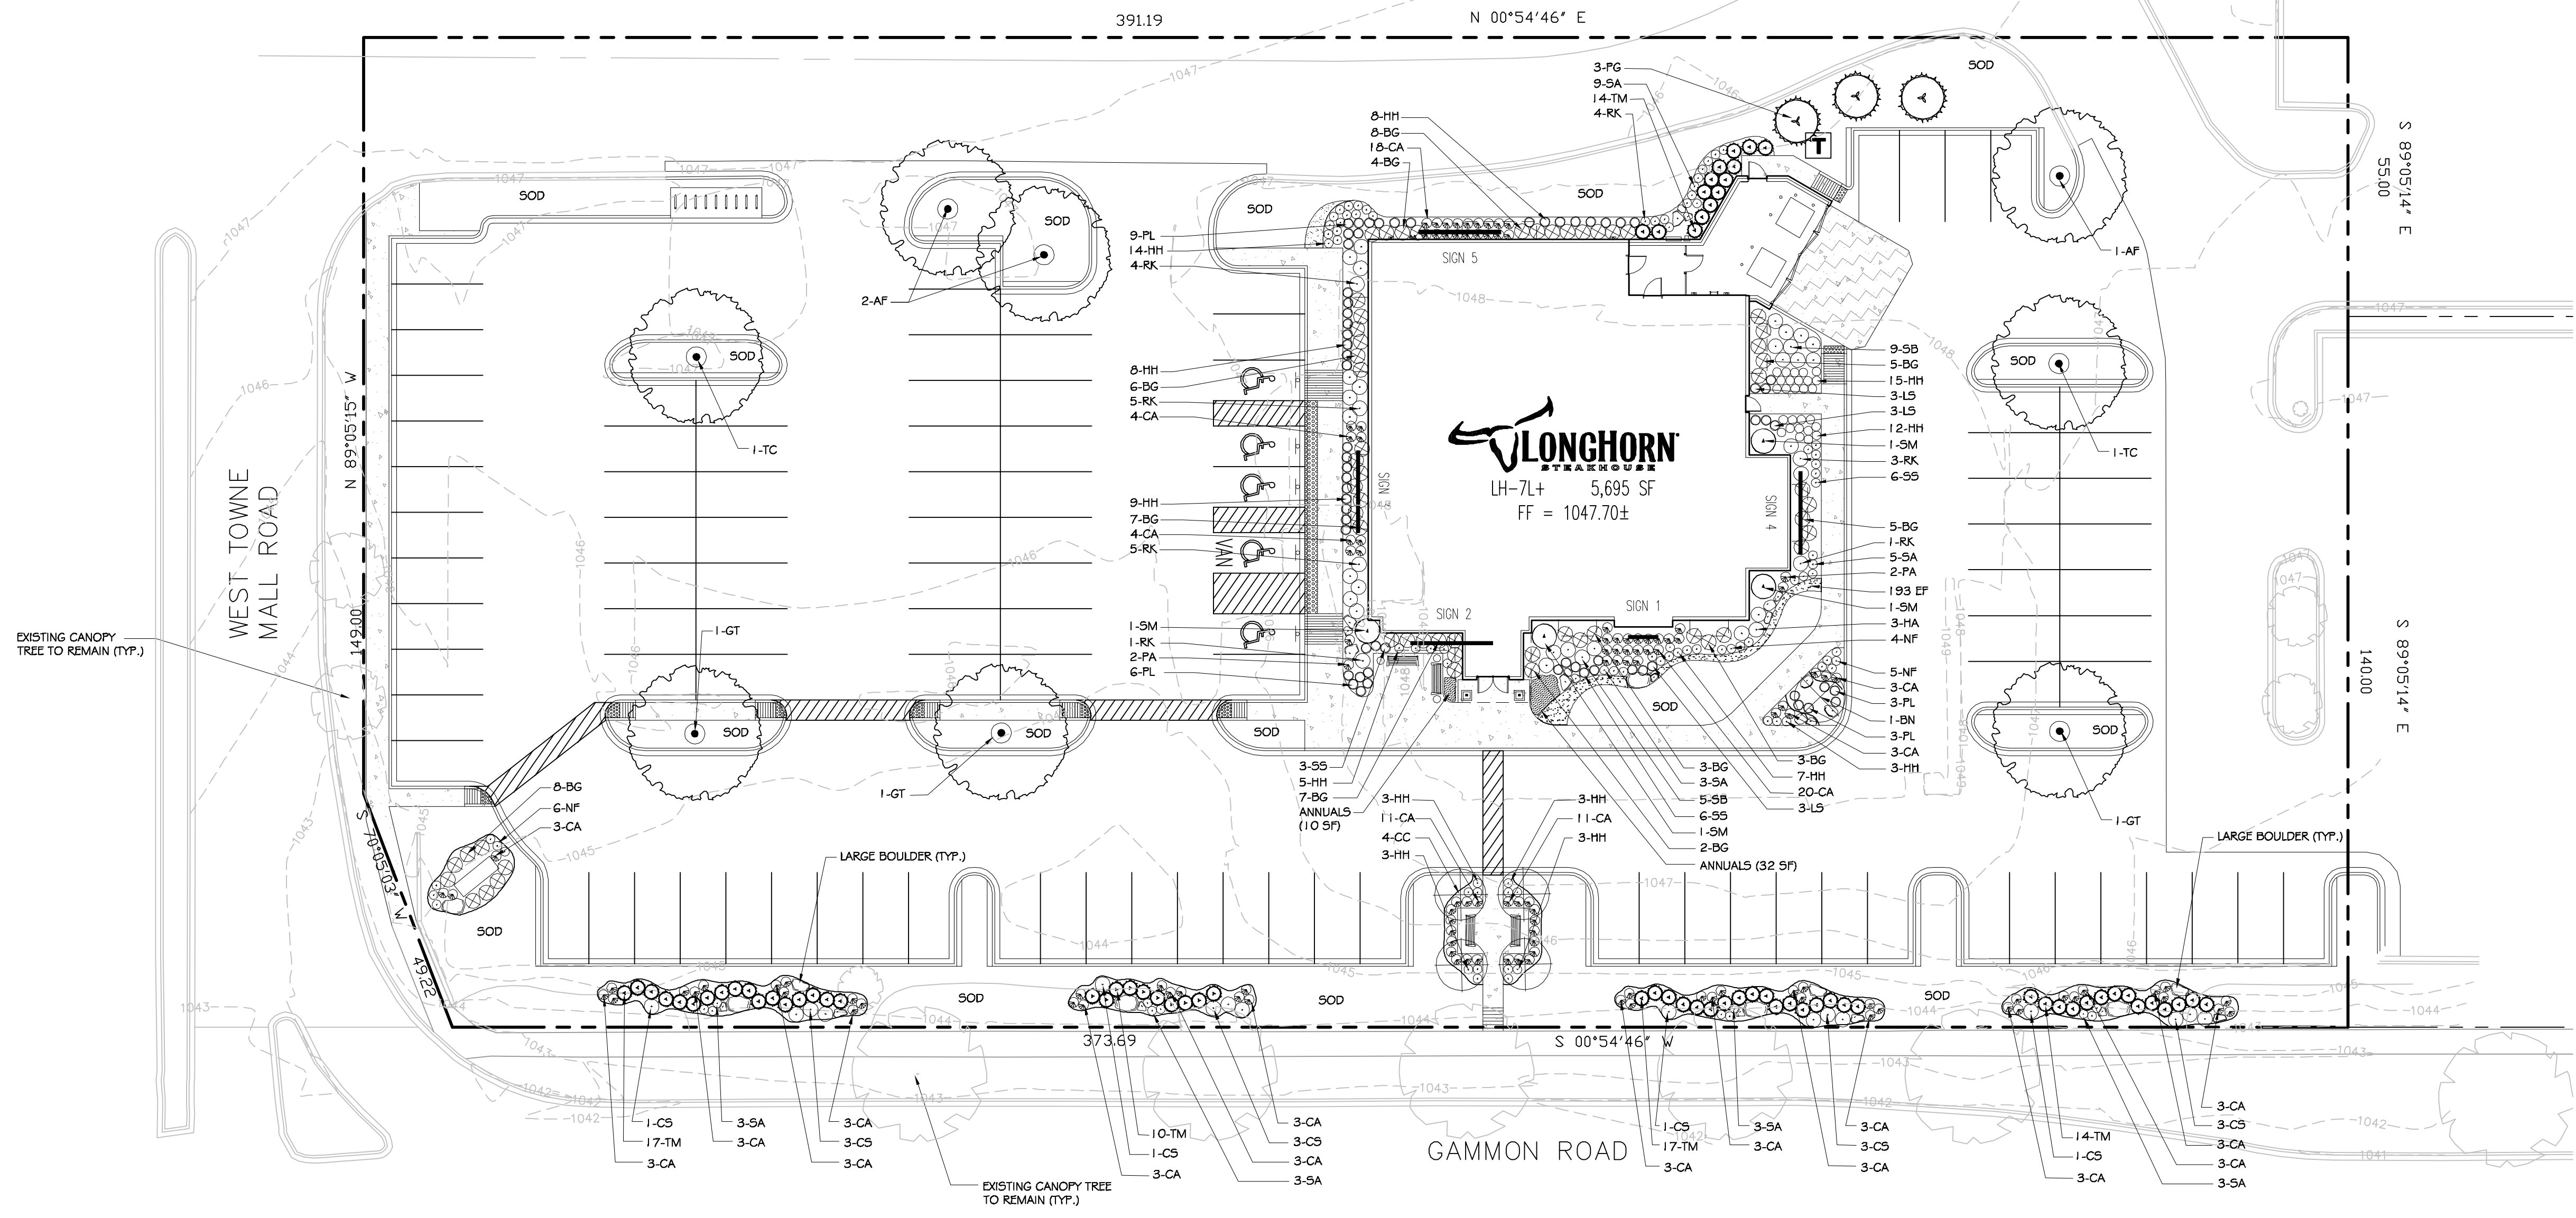 391.19
N 00°54'46" E
3-PG
9-SA
14-TM
4-RK
8-HH
8-BG
18-CA
4-BG
SOD
SOD
SOD
SOD
SOD
T
S 89°05'14" E
55.00
1-AF
2-AF
9-PL
14-HH
4-RK
SIGN 5
8-HH
6-BG
5-RK
4-CA
SOD
1-TC
N 89°05'15" W
149.00
WEST TOWNE
MALL ROAD
EXISTING CANOPY
TREE TO REMAIN (TYP.)
9-HH
7-BG
4-CA
5-RK
VAN
LONGHORN
STEAKHOUSE
LH-7L+ 5,695 SF
FF = 1047.70±
SIGN 4
SIGN 2
SIGN 1
9-SB
5-BG
15-HH
3-LS
3-LS
12-HH
1-SM
3-RK
6-SS
5-BG
1-RK
5-SA
2-PA
193 EF
1-SM
3-HA
4-NF
5-NF
3-CA
3-PL
1-BN
3-PL
3-CA
3-HH
SOD
1-TC
S 89°05'14" E
140.00
1-SM
1-RK
2-PA
6-PL
1-GT
SOD
SOD
SOD
SOD
SOD
1-GT
1-GT
3-SS
5-HH
7-BG
ANNUALS
(10 SF)
3-HH
11-CA
4-CC
3-HH
3-HH
11-CA
3-HH
3-BG
3-SA
5-SB
6-SS
1-SM
2-BG
ANNUALS (32 SF)
3-BG
7-HH
20-CA
3-LS
8-BG
6-NF
3-CA
S 70°05'03" W
49.22
LARGE BOULDER (TYP.)
LARGE BOULDER (TYP.)
SOD
SOD
SOD
SOD
373.69
S 00°54'46" W
GAMMON ROAD
1-CS
17-TM
3-CA
3-SA
3-CA
3-CA
3-CS
3-CA
10-TM
1-CS
3-CA
3-CA
3-CS
3-CA
3-SA
1-CS
17-TM
3-CA
3-SA
3-CA
3-CA
3-CS
3-CA
14-TM
1-CS
3-CA
3-CA
3-CS
3-CA
3-CA
3-SA
EXISTING CANOPY TREE
TO REMAIN (TYP.)
1047
1046
1048
1047
1046
1045
1044
1043
1042
1041